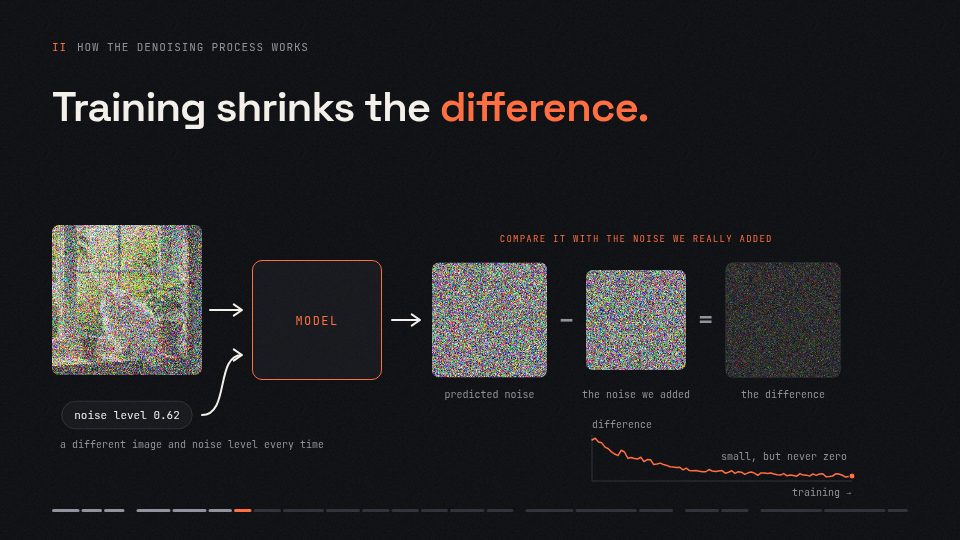 II HOW THE DENOISING PROCESS WORKS
Training shrinks the difference.
COMPARE IT WITH THE NOISE WE REALLY ADDED
MODEL
predicted noise
−
the noise we added
=
the difference
noise level 0.62
a different image and noise level every time
difference
small, but never zero
training →